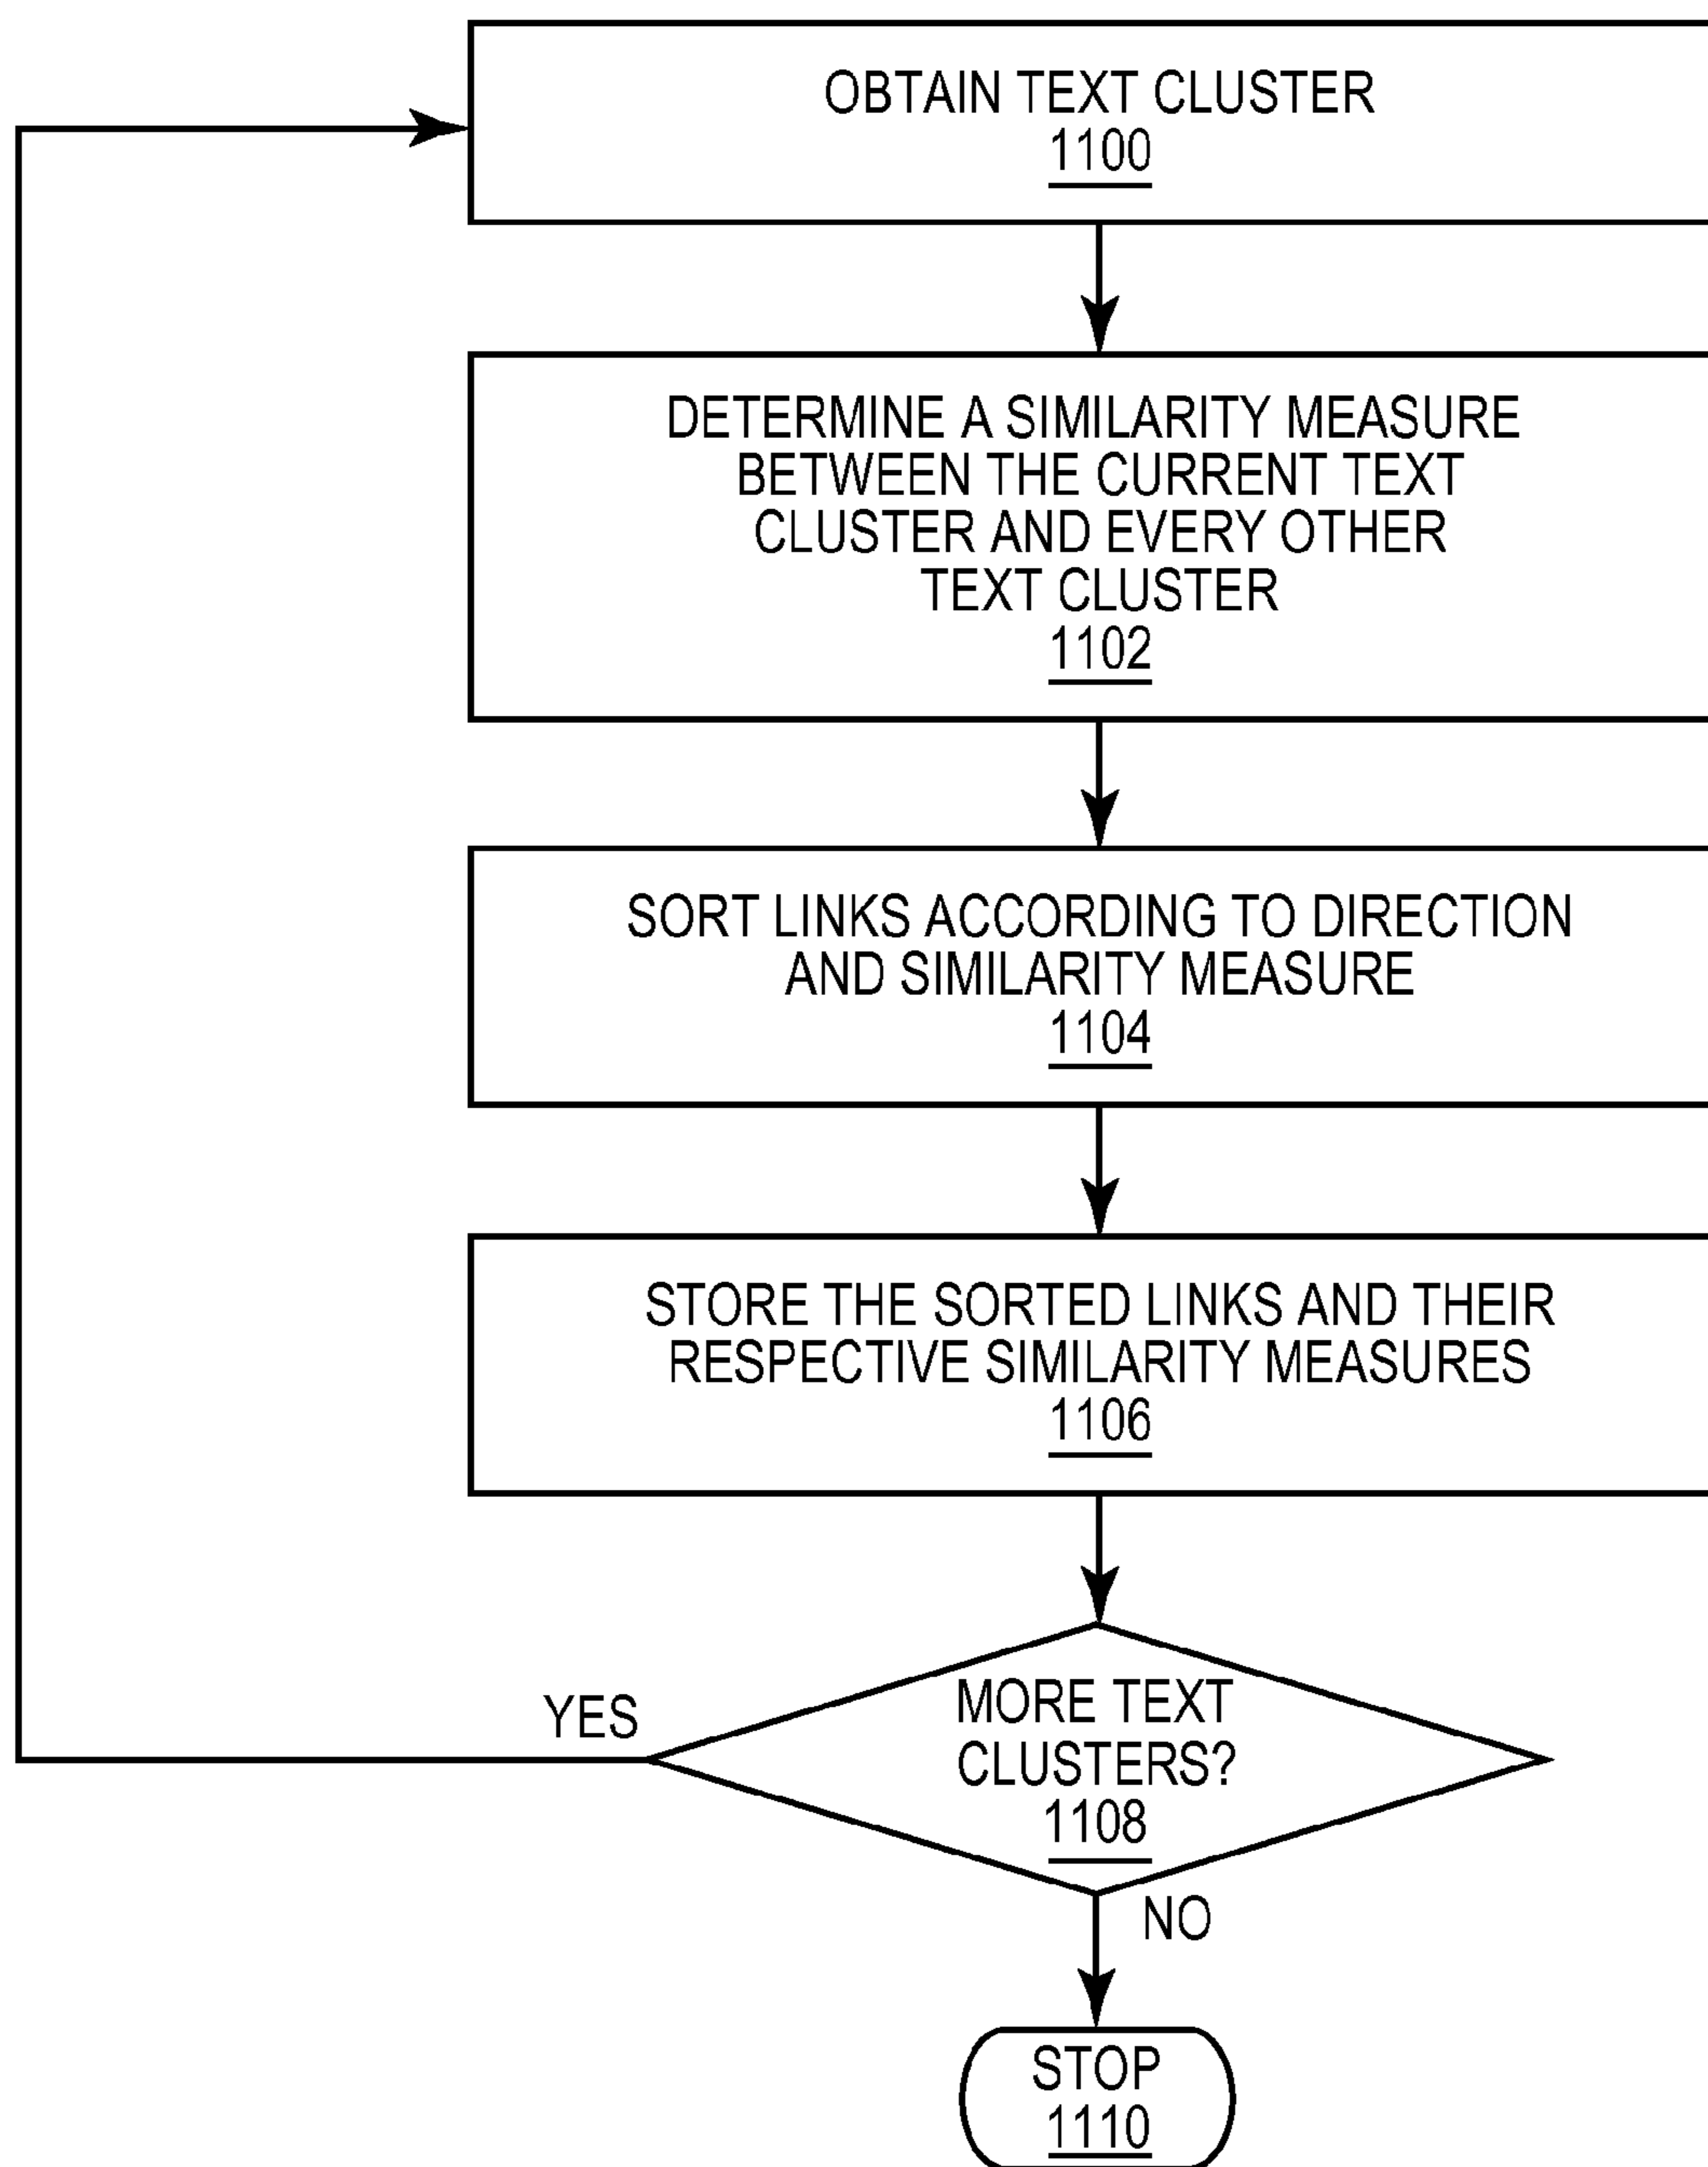 OBTAIN TEXT CLUSTER
1100
DETERMINE A SIMILARITY MEASURE
BETWEEN THE CURRENT TEXT
CLUSTER AND EVERY OTHER
TEXT CLUSTER
1102
SORT LINKS ACCORDING TO DIRECTION
AND SIMILARITY MEASURE
1104
STORE THE SORTED LINKS AND THEIR
RESPECTIVE SIMILARITY MEASURES
1106
YES
MORE TEXT
CLUSTERS?
1108
NO
STOP
1110